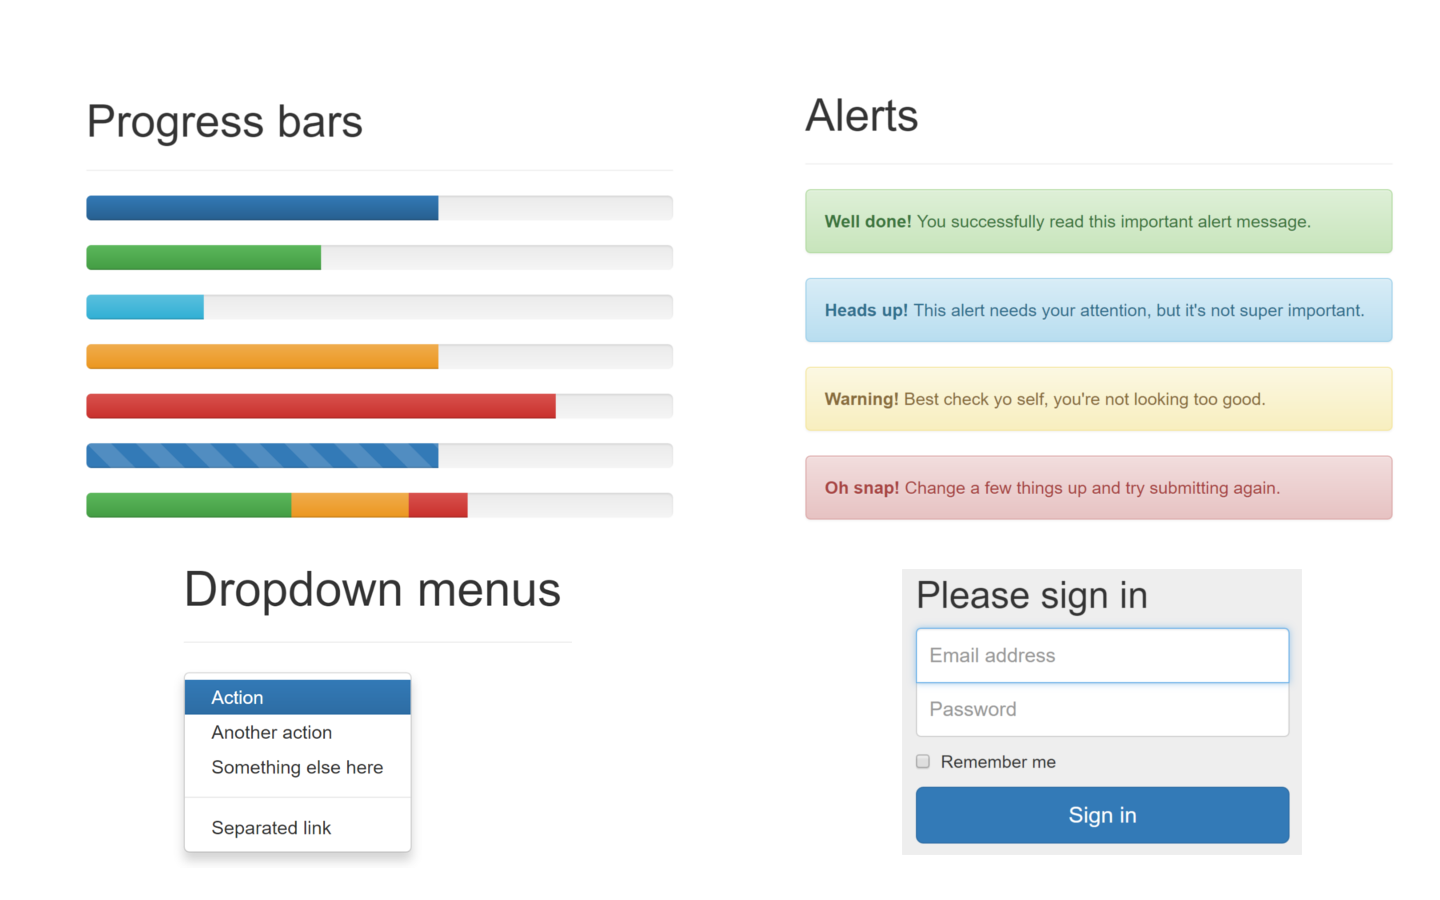 Progress bars
Alerts
Well done! You successfully read this important alert message.
Heads up! This alert needs your attention, but it's not super important.
Warning! Best check yo self, you're not looking too good.
Oh snap! Change a few things up and try submitting again.
Dropdown menus
Action
Another action
Something else here
Separated link
Please sign in
Email address
Password
Remember me
Sign in